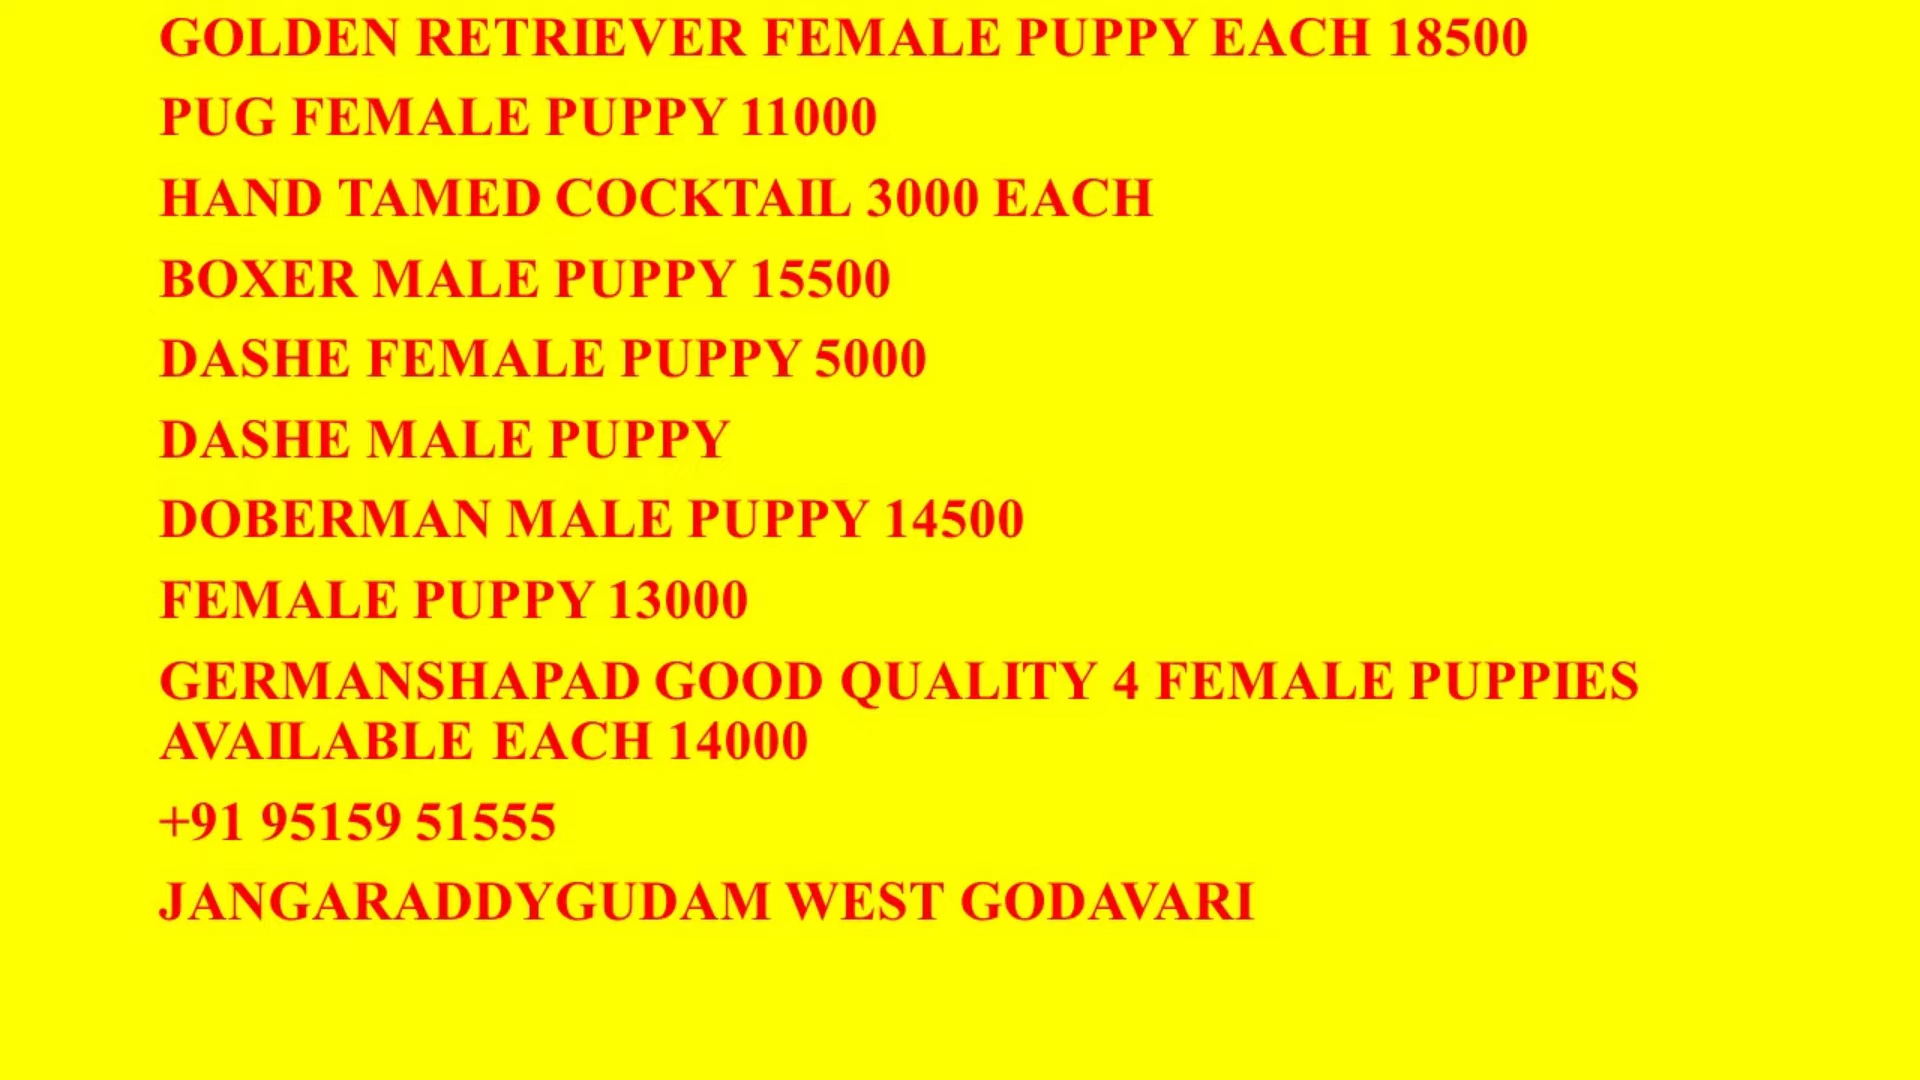 GOLDEN RETRIEVER FEMALE PUPPY EACH 18500
PUG FEMALE PUPPY 11000
HAND TAMED COCKTAIL 3000 EACH
BOXER MALE PUPPY 15500
DASHE FEMALE PUPPY 5000
DASHE MALE PUPPY
DOBERMAN MALE PUPPY 14500
FEMALE PUPPY 13000
GERMANSHAPAD GOOD QUALITY 4 FEMALE PUPPIES
AVAILABLE EACH 14000
+91 95159 51555
JANGARADDYGUDAM WEST GODAVARI